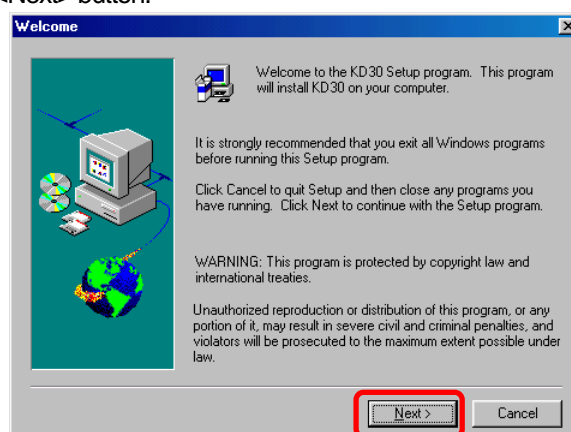 <Next> button.
Welcome
Welcome to the KD30 Setup program. This program
will install KD30 on your computer.
It is strongly recommended that you exit all Windows programs
before running this Setup program.
Click Cancel to quit Setup and then close any programs you
have running. Click Next to continue with the Setup program.
WARNING: This program is protected by copyright law and
international treaties.
Unauthorized reproduction or distribution of this program, or any
portion of it, may result in severe civil and criminal penalties, and
violators will be prosecuted to the maximum extent possible under
law.
Next >
Cancel